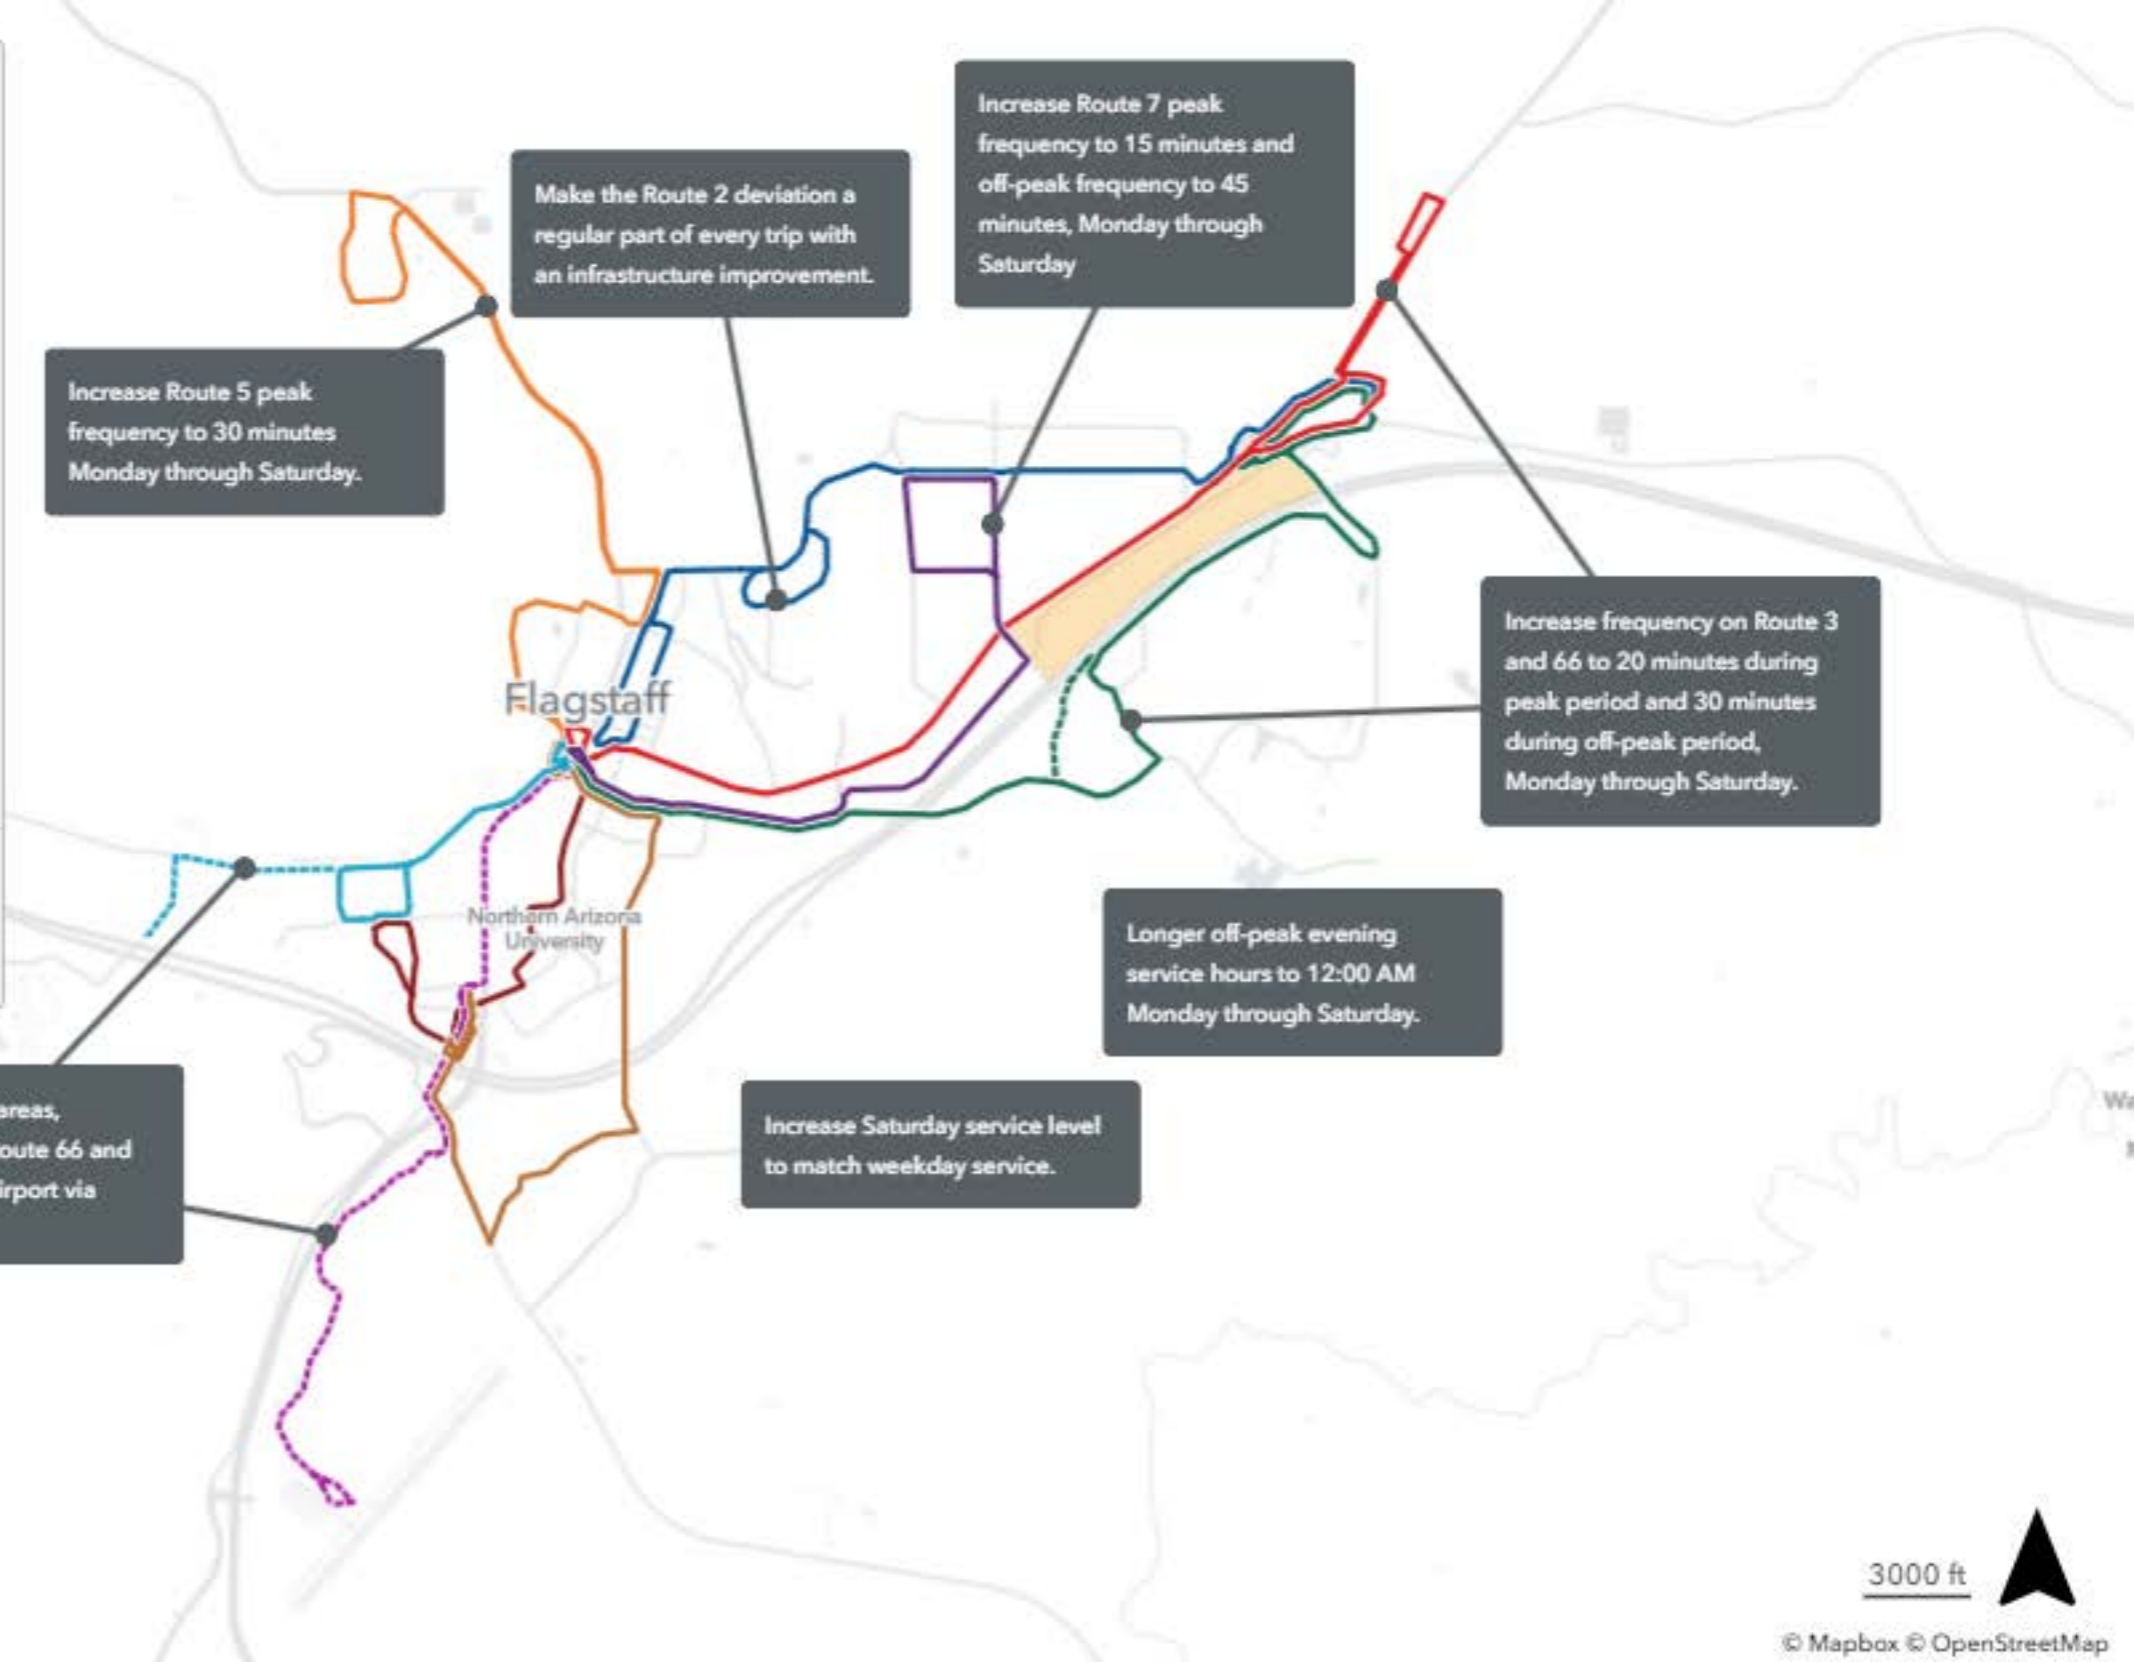 Increase Route 7 peak
frequency to 15 minutes and
off-peak frequency to 45
minutes, Monday through
Saturday
Make the Route 2 deviation a
regular part of every trip with
an infrastructure improvement.
Increase Route 5 peak
frequency to 30 minutes
Monday through Saturday.
Increase frequency on Route 3
and 66 to 20 minutes during
peak period and 30 minutes
during off-peak period,
Monday through Saturday.
Flagstaff
Northern Arizona
University
Longer off-peak evening
service hours to 12:00 AM
Monday through Saturday.
Increase Saturday service level
to match weekday service.
areas,
oute 66 and
irport via
Wa
3000 ft
© Mapbox © OpenStreetMap